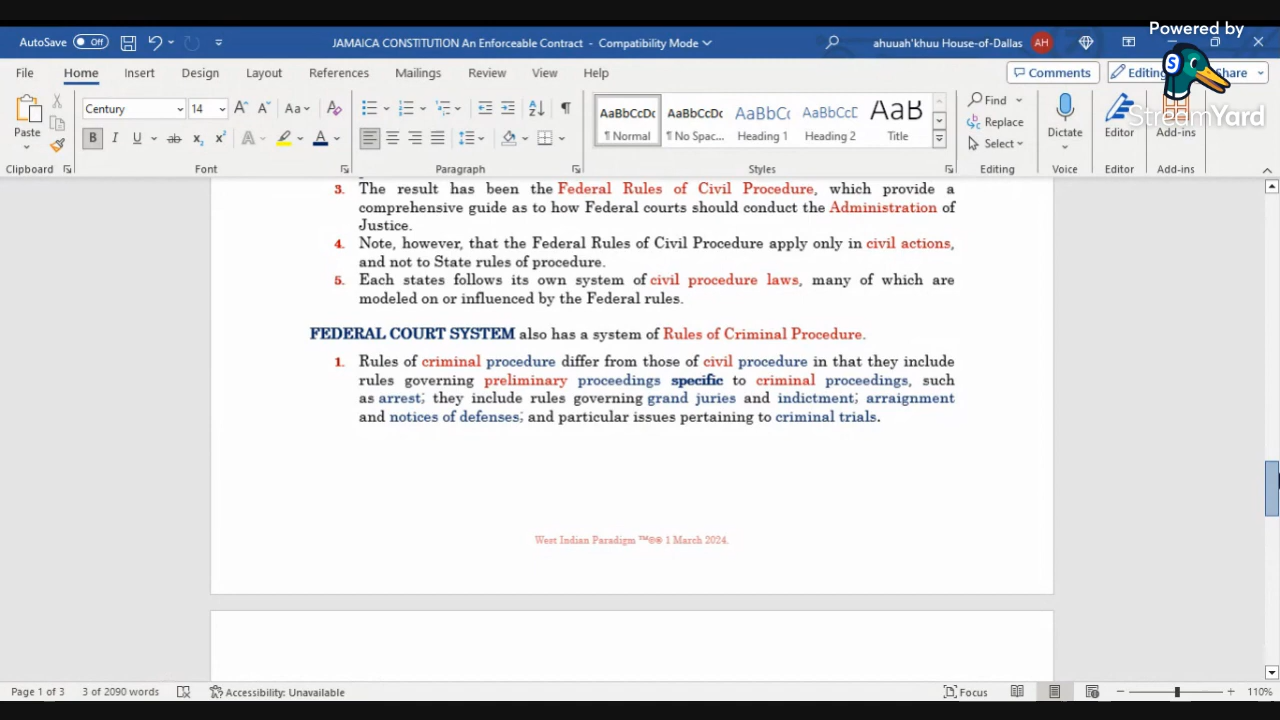 Powered by
StreamYard
AutoSave Off
JAMAICA CONSTITUTION An Enforceable Contract - Compatibility Mode
ahuuah'khuu House-of-Dallas AH
File Home Insert Design Layout References Mailings Review View Help
Comments Editing Share
Paste
Century 14
AaBbCcDc AaBbCcDc AaBbCc AaBbCcD AaB
¶ Normal ¶ No Spac... Heading 1 Heading 2 Title
Find
Replace
Select
Dictate
Editor
Add-ins
Clipboard Font Paragraph Styles Editing Voice Editor Add-ins
3. The result has been the Federal Rules of Civil Procedure, which provide a
comprehensive guide as to how Federal courts should conduct the Administration of
Justice.
4. Note, however, that the Federal Rules of Civil Procedure apply only in civil actions,
and not to State rules of procedure.
5. Each states follows its own system of civil procedure laws, many of which are
modeled on or influenced by the Federal rules.
FEDERAL COURT SYSTEM also has a system of Rules of Criminal Procedure.
1. Rules of criminal procedure differ from those of civil procedure in that they include
rules governing preliminary proceedings specific to criminal proceedings, such
as arrest; they include rules governing grand juries and indictment; arraignment
and notices of defenses; and particular issues pertaining to criminal trials.
West Indian Paradigm ™©® 1 March 2024.
Page 1 of 3 3 of 2090 words Accessibility: Unavailable Focus 110%